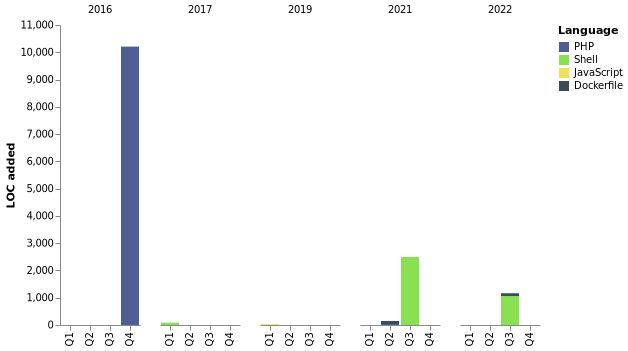 2016 2017 2019 2021 2022
Language
PHP
Shell
JavaScript
Dockerfile
LOC added
11,000
10,000
9,000
8,000
7,000
6,000
5,000
4,000
3,000
2,000
1,000
0
Q1 Q2 Q3 Q4 Q1 Q2 Q3 Q4 Q1 Q2 Q3 Q4 Q1 Q2 Q3 Q4 Q1 Q2 Q3 Q4